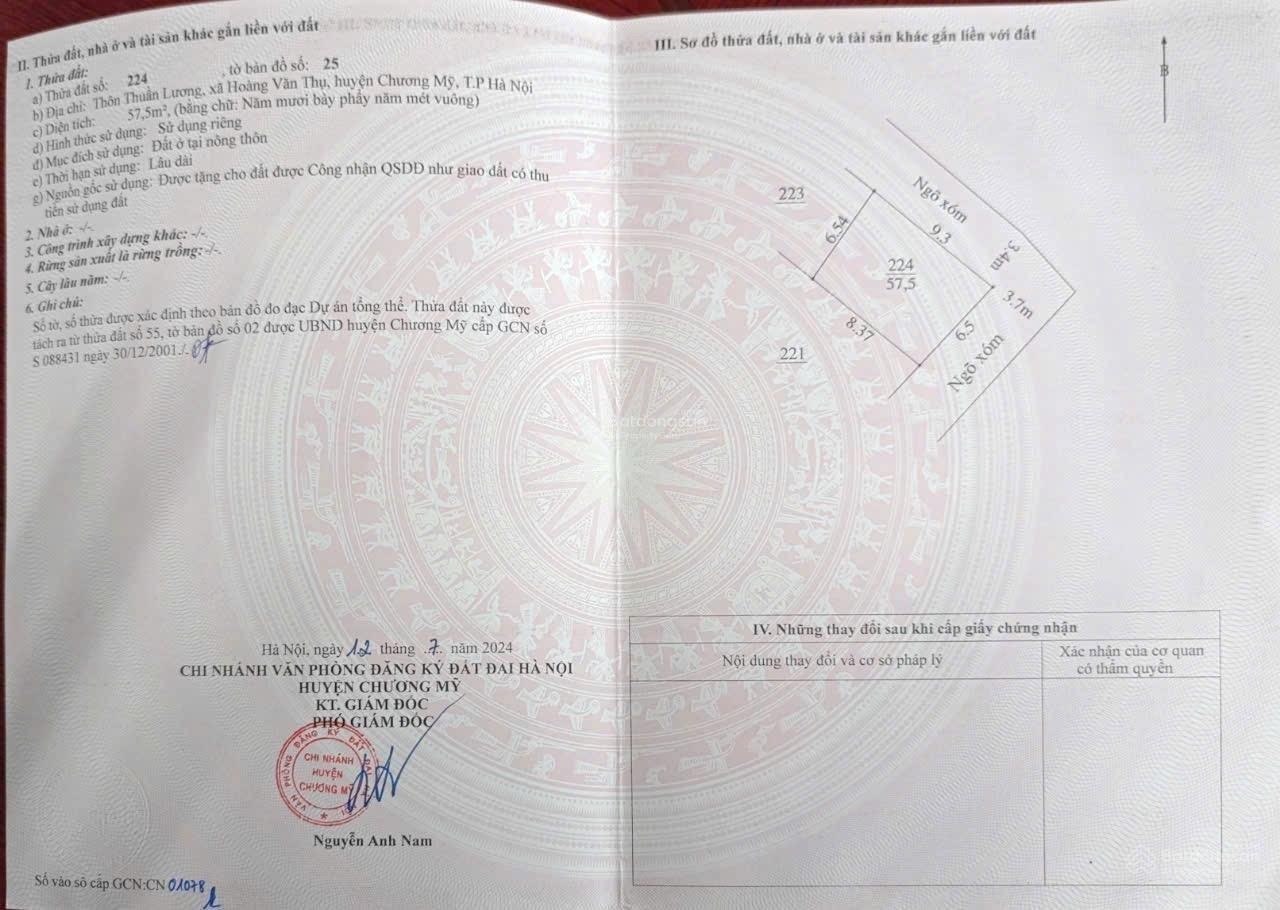 II. Thửa đất, nhà ở và tài sản khác gắn liền với đất
1. Thửa đất:
a) Thửa đất số: 224 , tờ bản đồ số: 25
b) Địa chỉ: Thôn Thuần Lương, xã Hoàng Văn Thụ, huyện Chương Mỹ, T.P Hà Nội
c) Diện tích: 57,5m², (bằng chữ: Năm mươi bảy phẩy năm mét vuông)
d) Hình thức sử dụng: Sử dụng riêng
đ) Mục đích sử dụng: Đất ở tại nông thôn
e) Thời hạn sử dụng: Lâu dài
g) Nguồn gốc sử dụng: Được tặng cho đất được Công nhận QSDĐ như giao đất có thu
tiền sử dụng đất
2. Nhà ở: -/-.
3. Công trình xây dựng khác: -/-.
4. Rừng sản xuất là rừng trồng:-/-.
5. Cây lâu năm: -/-.
6. Ghi chú:
Số tờ, số thửa được xác định theo bản đồ đo đạc Dự án tổng thể. Thửa đất này được
tách ra từ thửa đất số 55, tờ bản đồ số 02 được UBND huyện Chương Mỹ cấp GCN số
S 088431 ngày 30/12/2001./.
Hà Nội, ngày 12 tháng .7. năm 2024
CHI NHÁNH VĂN PHÒNG ĐĂNG KÝ ĐẤT ĐAI HÀ NỘI
HUYỆN CHƯƠNG MỸ
KT. GIÁM ĐỐC
PHÓ GIÁM ĐỐC
VĂN PHÒNG ĐĂNG KÝ ĐẤT ĐAI
CHI NHÁNH
HUYỆN
CHƯƠNG MỸ
Nguyễn Anh Nam
Số vào sổ cấp GCN:CN 01078
III. Sơ đồ thửa đất, nhà ở và tài sản khác gắn liền với đất
B
223
Ngõ xóm
6.54
9.3
3.4m
224
57,5
3.7m
8.37
6.5
Ngõ xóm
221
Batdongsan
IV. Những thay đổi sau khi cấp giấy chứng nhận
Nội dung thay đổi và cơ sở pháp lý
Xác nhận của cơ quan
có thẩm quyền
Batdongsan